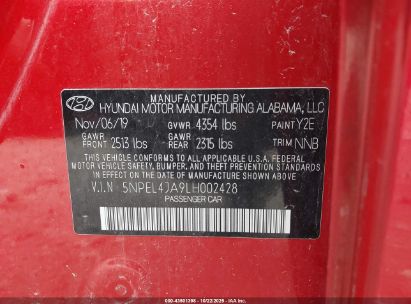 MANUFACTURED BY
HYUNDAI MOTOR MANUFACTURING ALABAMA, LLC
Nov/06/19 GVWR 4354 lbs PAINT Y2E
GAWR FRONT 2513 lbs GAWR REAR 2315 lbs TRIM NNB
THIS VEHICLE CONFORMS TO ALL APPLICABLE U.S.A. FEDERAL
MOTOR VEHICLE SAFETY, BUMPER, AND THEFT PREVENTION STANDARDS
IN EFFECT ON THE DATE OF MANUFACTURE SHOWN ABOVE.
V.I.N 5NPEL4JA9LH002428
PASSENGER CAR